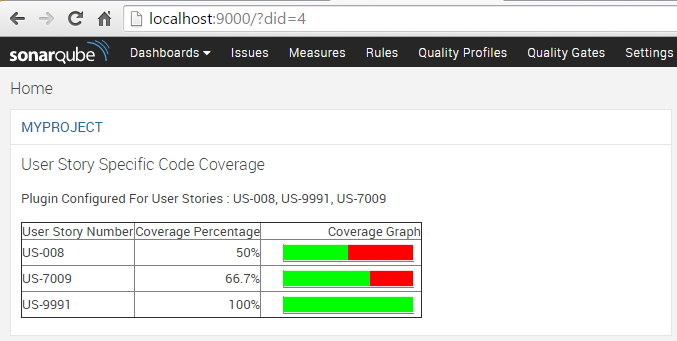 localhost:9000/?did=4
sonarqube Dashboards Issues Measures Rules Quality Profiles Quality Gates Settings
Home
MYPROJECT
User Story Specific Code Coverage
Plugin Configured For User Stories : US-008, US-9991, US-7009
User Story Number Coverage Percentage Coverage Graph
US-008 50%
US-7009 66.7%
US-9991 100%